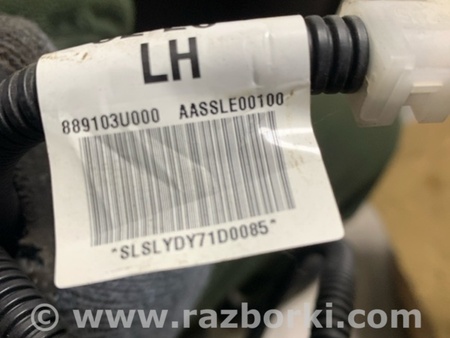 LH
889103U000 AASSLE00100
*SLSLYDY71D0085*
© www.razborki.com